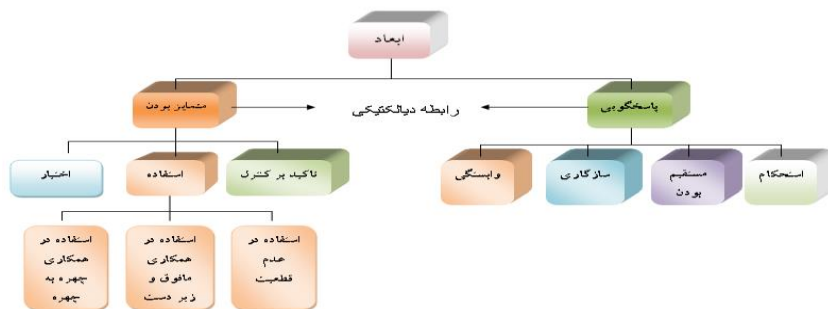 ابعاد
پاسخگویی
رابطه دیالکتیکی
متمایز بودن
استحکام
مستقیم
بودن
سازگاری
وابستگی
تاکید بر کنترل
استفاده
اختیار
استفاده در
عدم
قطعیت
استفاده در
همکاری
مافوق و
زیر دست
استفاده در
همکاری
چهره به
چهره